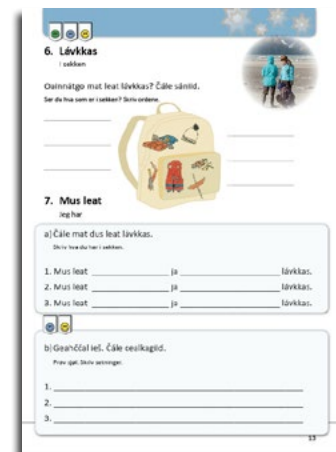 6. Lávkkas
I sekken
Oainnátgo mat leat lávkkas? Čále sániid.
Ser du hva som er i sekken? Skriv ordene.
7. Mus leat
Jeg har
a) Čále mat dus leat lávkkas.
Skriv hva du har i sekken.
1. Mus leat ja lávkkas.
2. Mus leat ja lávkkas.
3. Mus leat ja lávkkas.
b) Geahččal ieš. Čále cealkagiid.
Prøv sjøl. Skriv setninger.
1.
2.
3.
13